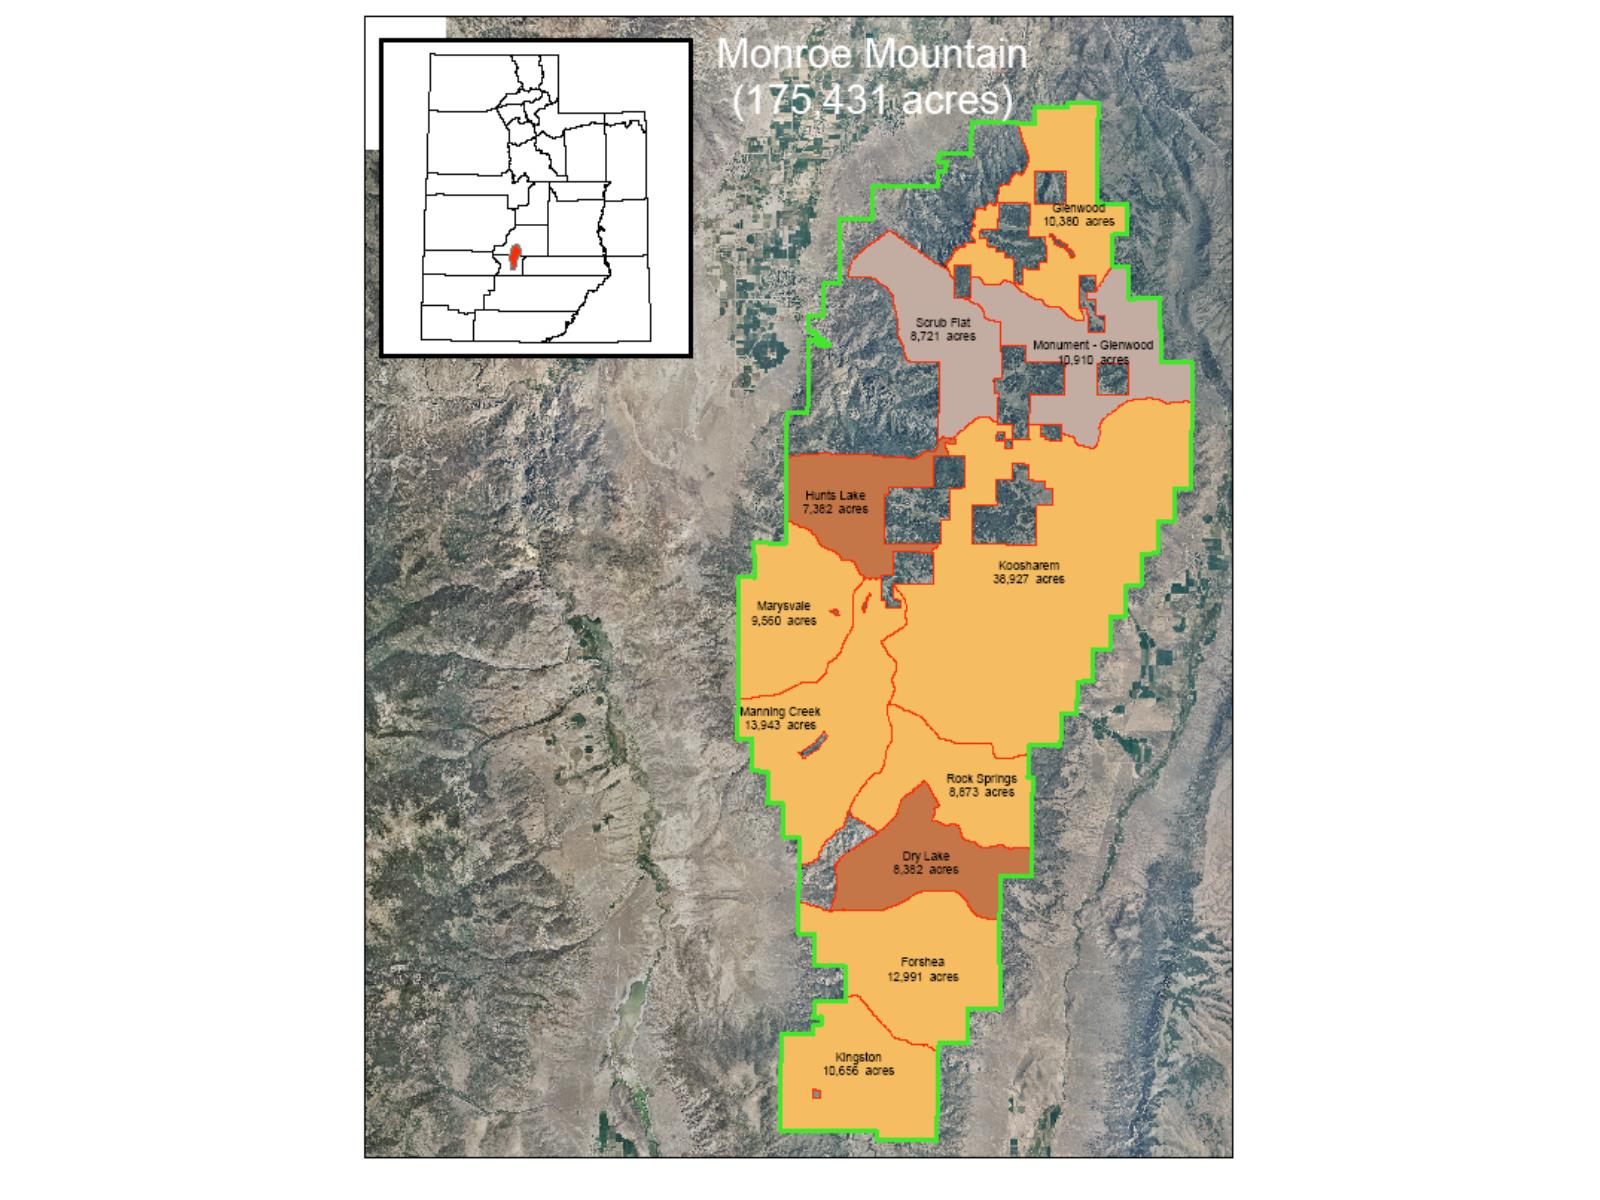 Monroe Mountain
(175,431 acres)
Glenwood
10,380 acres
Scrub Flat
8,721 acres
Monument - Glenwood
10,910 acres
Hunts Lake
7,382 acres
Koosharem
38,927 acres
Marysvale
9,560 acres
Manning Creek
13,943 acres
Rock Springs
8,873 acres
Dry Lake
8,382 acres
Forshea
12,991 acres
Kingston
10,656 acres